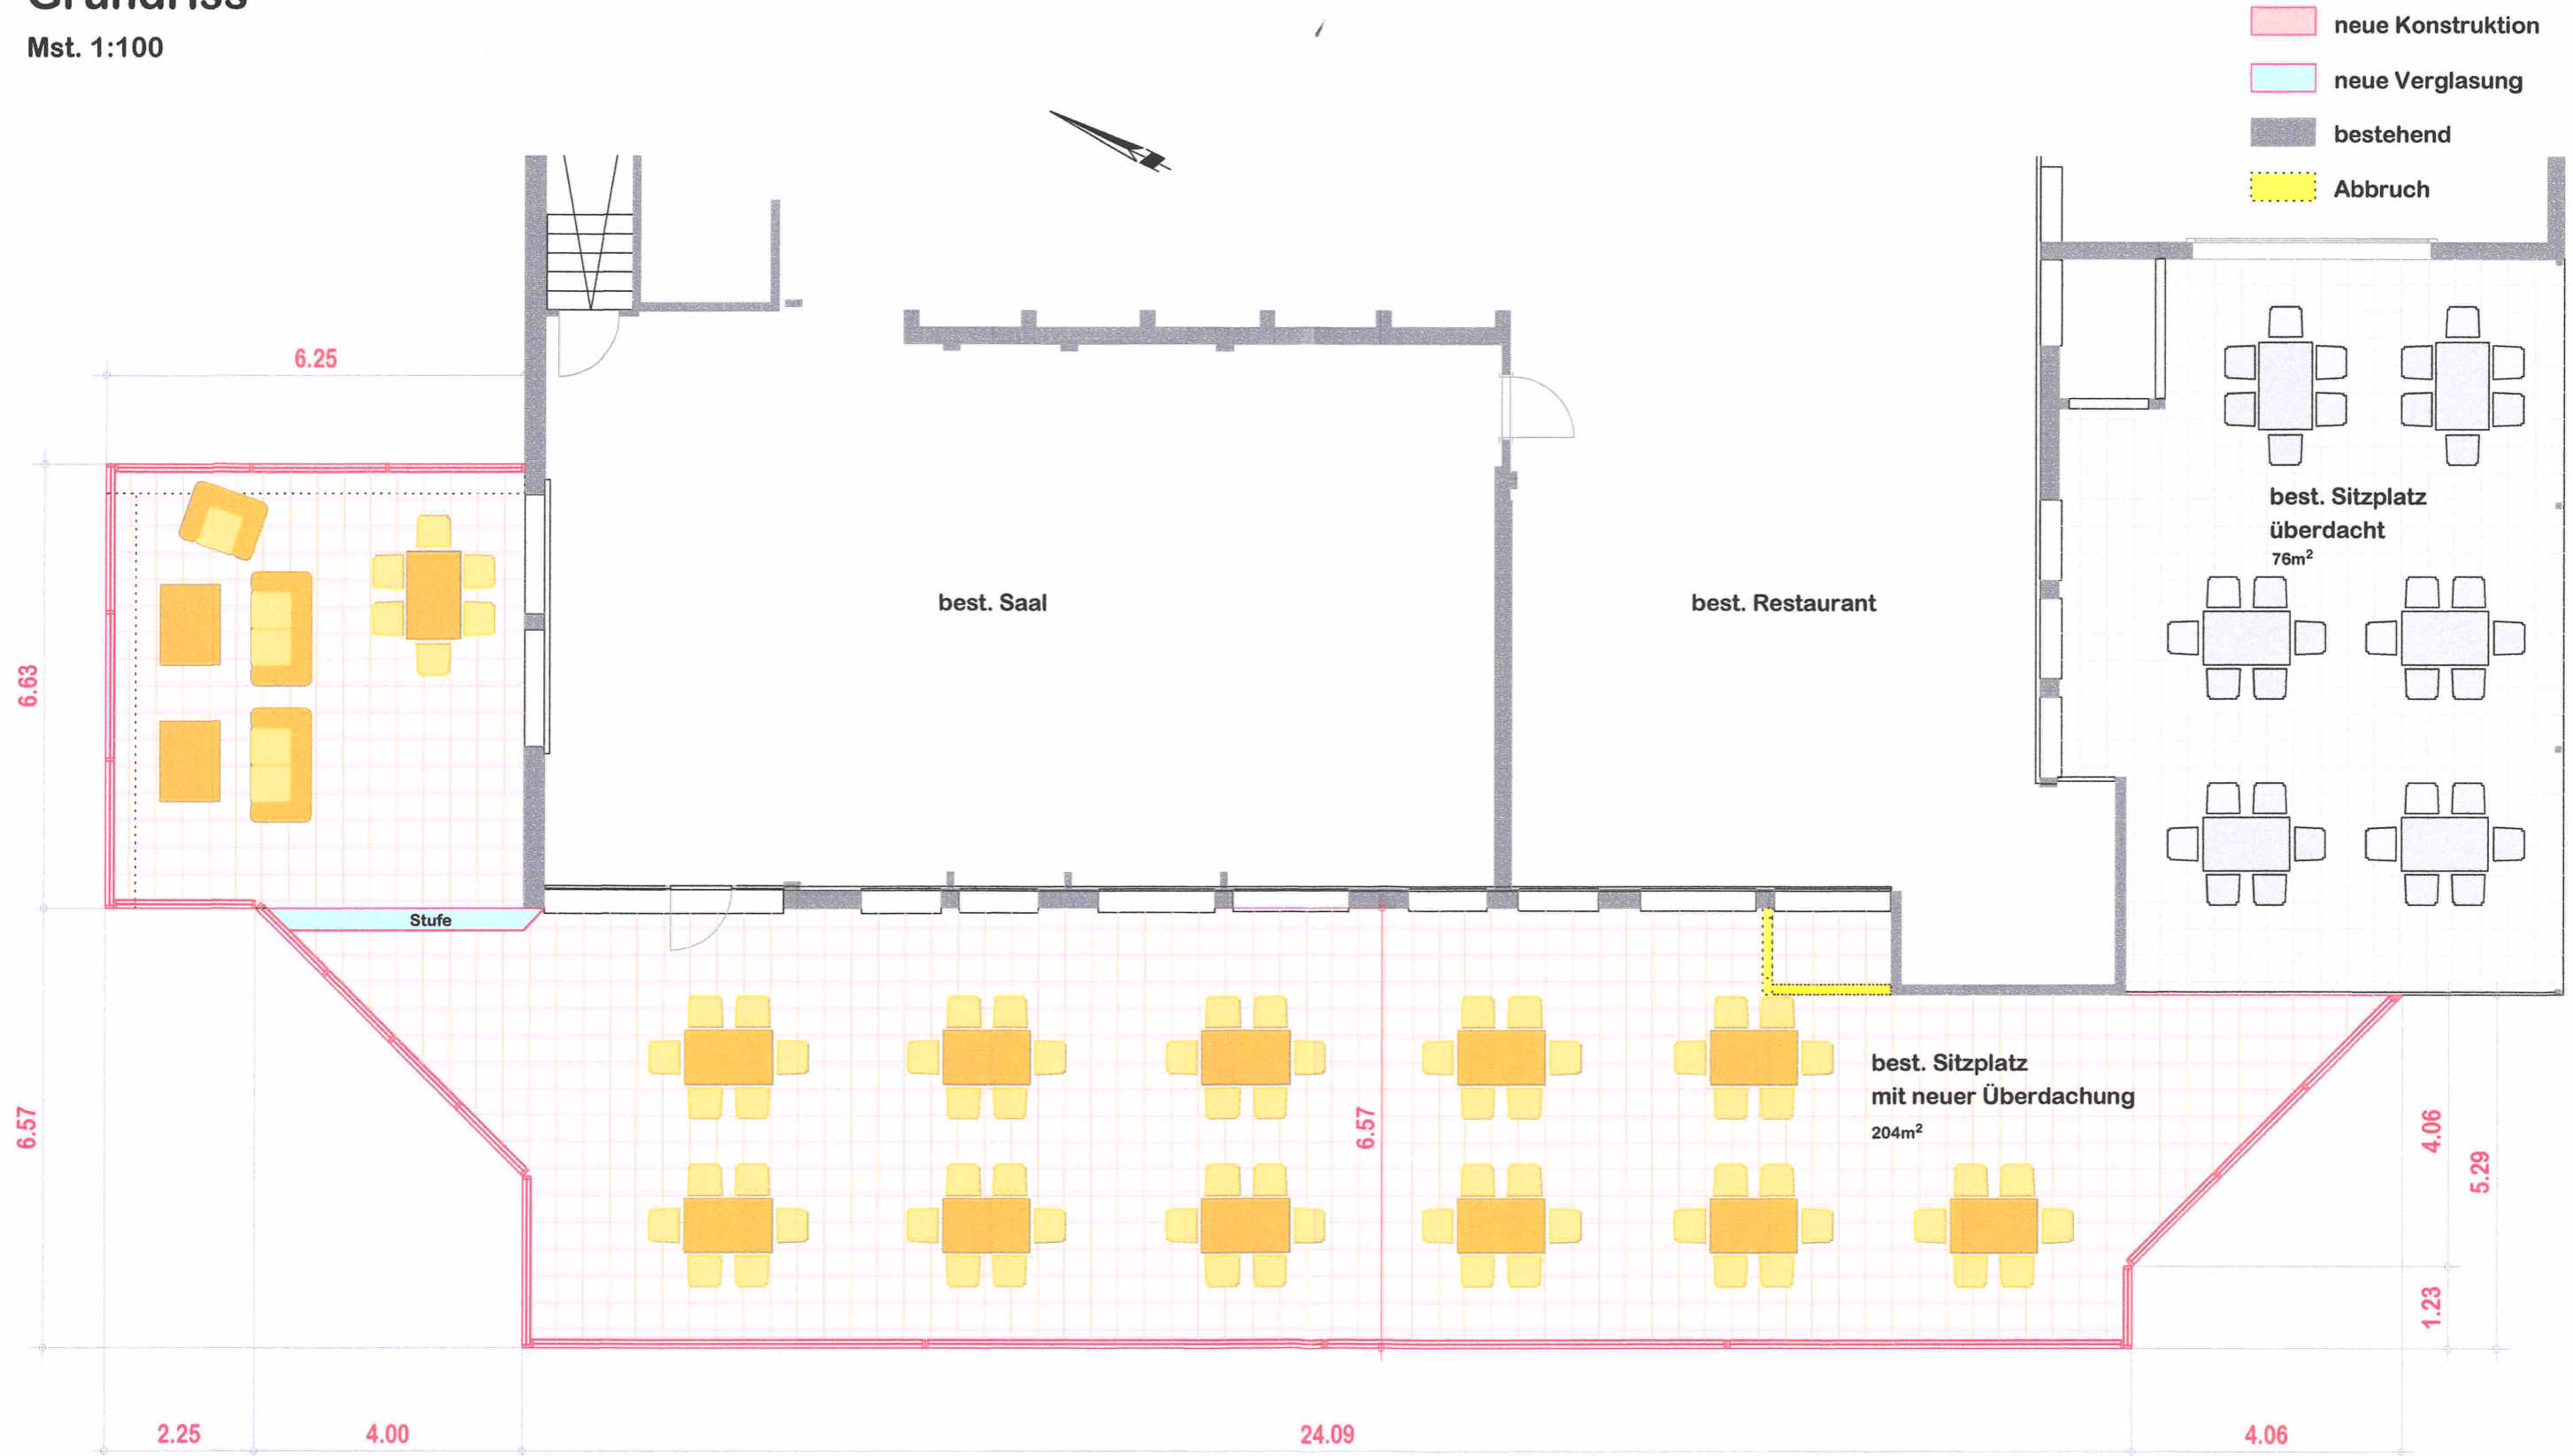 Grundriss
Mst. 1:100
neue Konstruktion
neue Verglasung
bestehend
Abbruch
6.25
best. Sitzplatz
überdacht
76m²
best. Saal
best. Restaurant
6.63
Stufe
best. Sitzplatz
mit neuer Überdachung
204m²
6.57
6.57
4.06
5.29
1.23
2.25
4.00
24.09
4.06